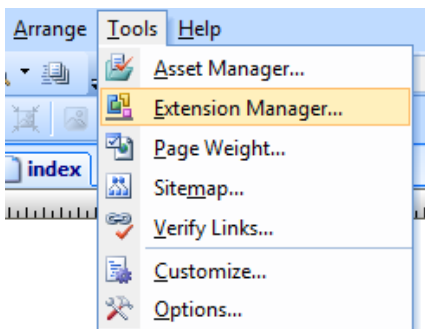 Arrange Tools Help
Asset Manager...
Extension Manager...
Page Weight...
index
Sitemap...
Verify Links...
Customize...
Options...